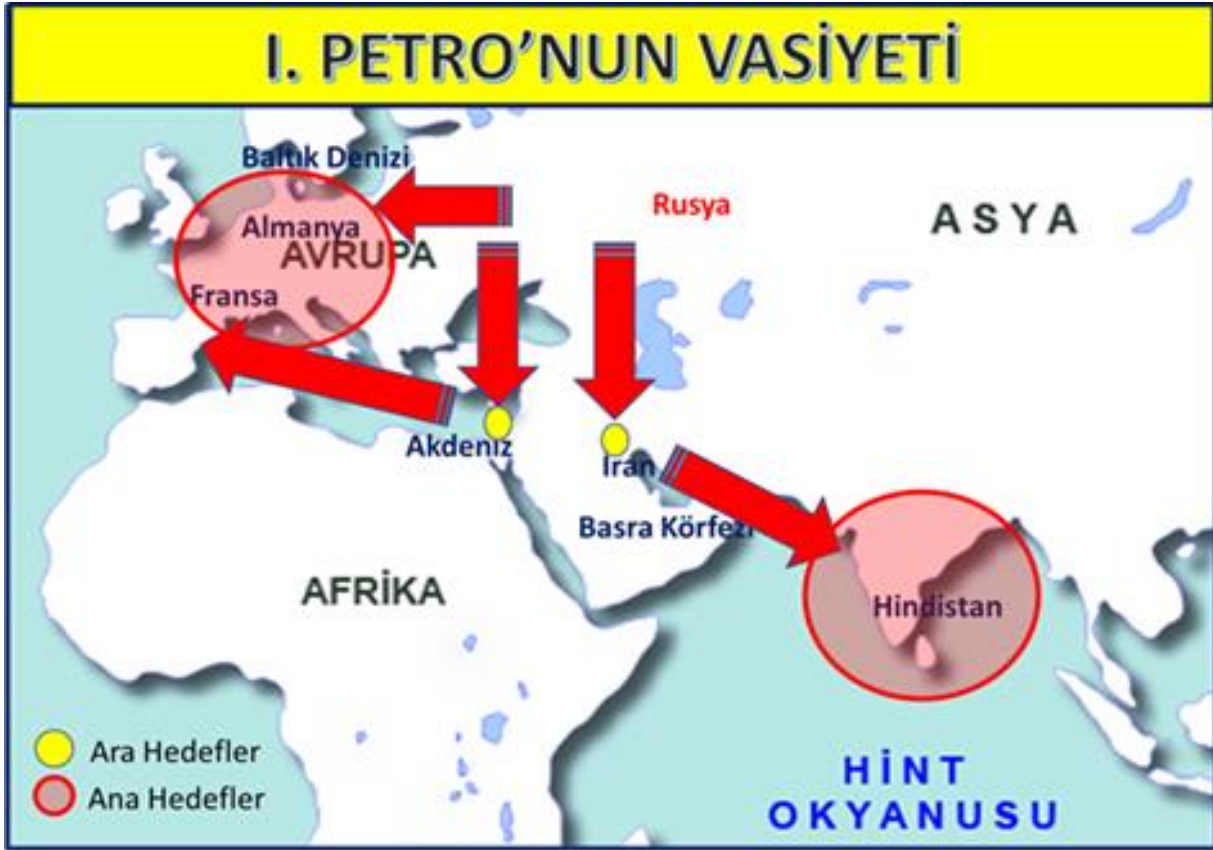 I. PETRO'NUN VASİYETİ
Baltık Denizi
Rusya
ASYA
Almanya
AVRUPA
Fransa
Akdeniz
İran
Basra Körfezi
AFRİKA
Hindistan
Ara Hedefler
Ana Hedefler
HİNT
OKYANUSU